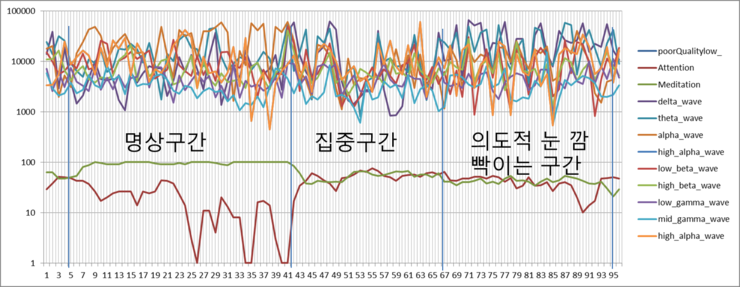 100000
10000
1000
100
10
1
명상구간
집중구간
의도적 눈 깜
빡이는 구간
1 3 5 7 9 11 13 15 17 19 21 23 25 27 29 31 33 35 37 39 41 43 45 47 49 51 53 55 57 59 61 63 65 67 69 71 73 75 77 79 81 83 85 87 89 91 93 95
poorQualitylow_
Attention
Meditation
delta_wave
theta_wave
alpha_wave
high_alpha_wave
low_beta_wave
high_beta_wave
low_gamma_wave
mid_gamma_wave
high_alpha_wave